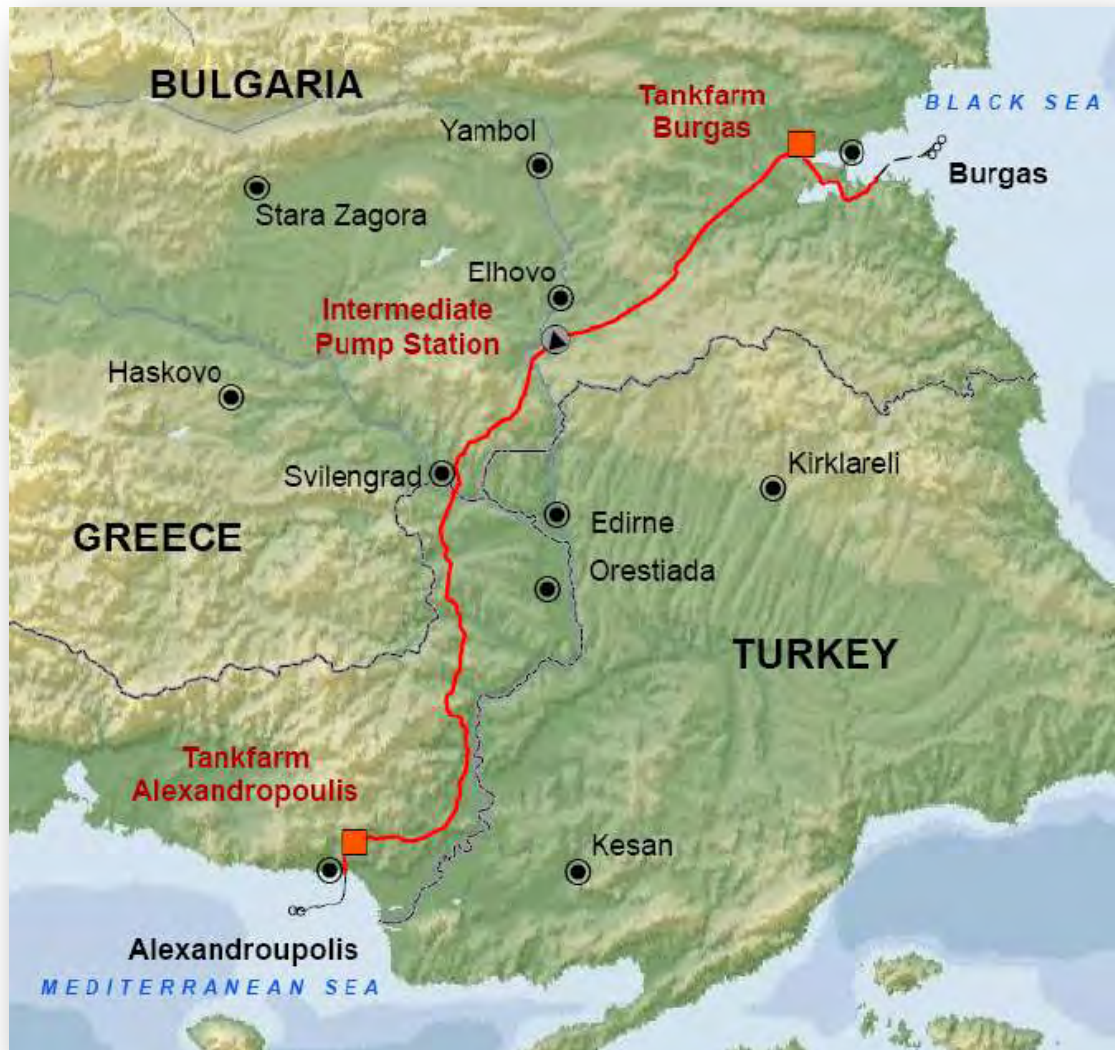 BULGARIA
Tankfarm
Burgas
BLACK SEA
Yambol
Burgas
Stara Zagora
Elhovo
Intermediate
Pump Station
Haskovo
Svilengrad
Kirklareli
GREECE
Edirne
Orestiada
TURKEY
Tankfarm
Alexandropoulis
Kesan
Alexandroupolis
MEDITERRANEAN SEA